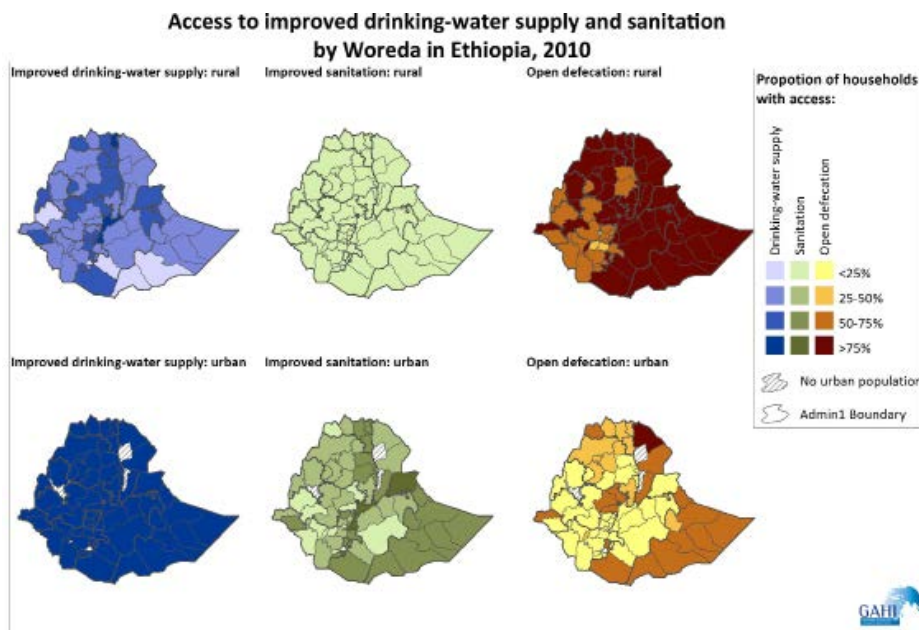 Access to improved drinking-water supply and sanitation
by Woreda in Ethiopia, 2010
Improved drinking-water supply: rural
Improved sanitation: rural
Open defecation: rural
Propotion of households
with access:
Drinking-water supply
Sanitation
Open defecation
<25%
25-50%
50-75%
>75%
No urban population
Admin1 Boundary
Improved drinking-water supply: urban
Improved sanitation: urban
Open defecation: urban
GAHI